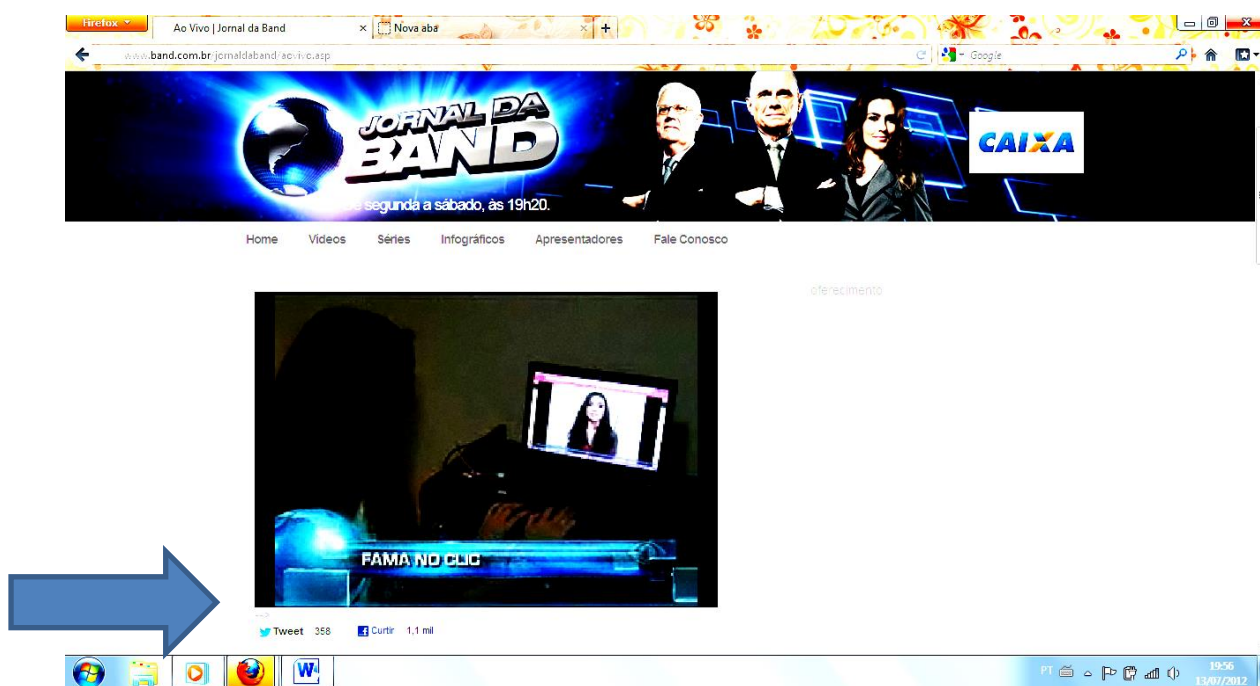 Firefox
Ao Vivo | Jornal da Band
Nova aba
www.band.com.br/jornaldaband/aovivo.asp
Google
JORNAL DA
BAND
segunda a sábado, às 19h20.
CAIXA
Home Videos Séries Infográficos Apresentadores Fale Conosco
oferecimento
FAMA NO CLIC
-->
Tweet 358 Curtir 1,1 mil
W
PT
19:56
13/07/2012